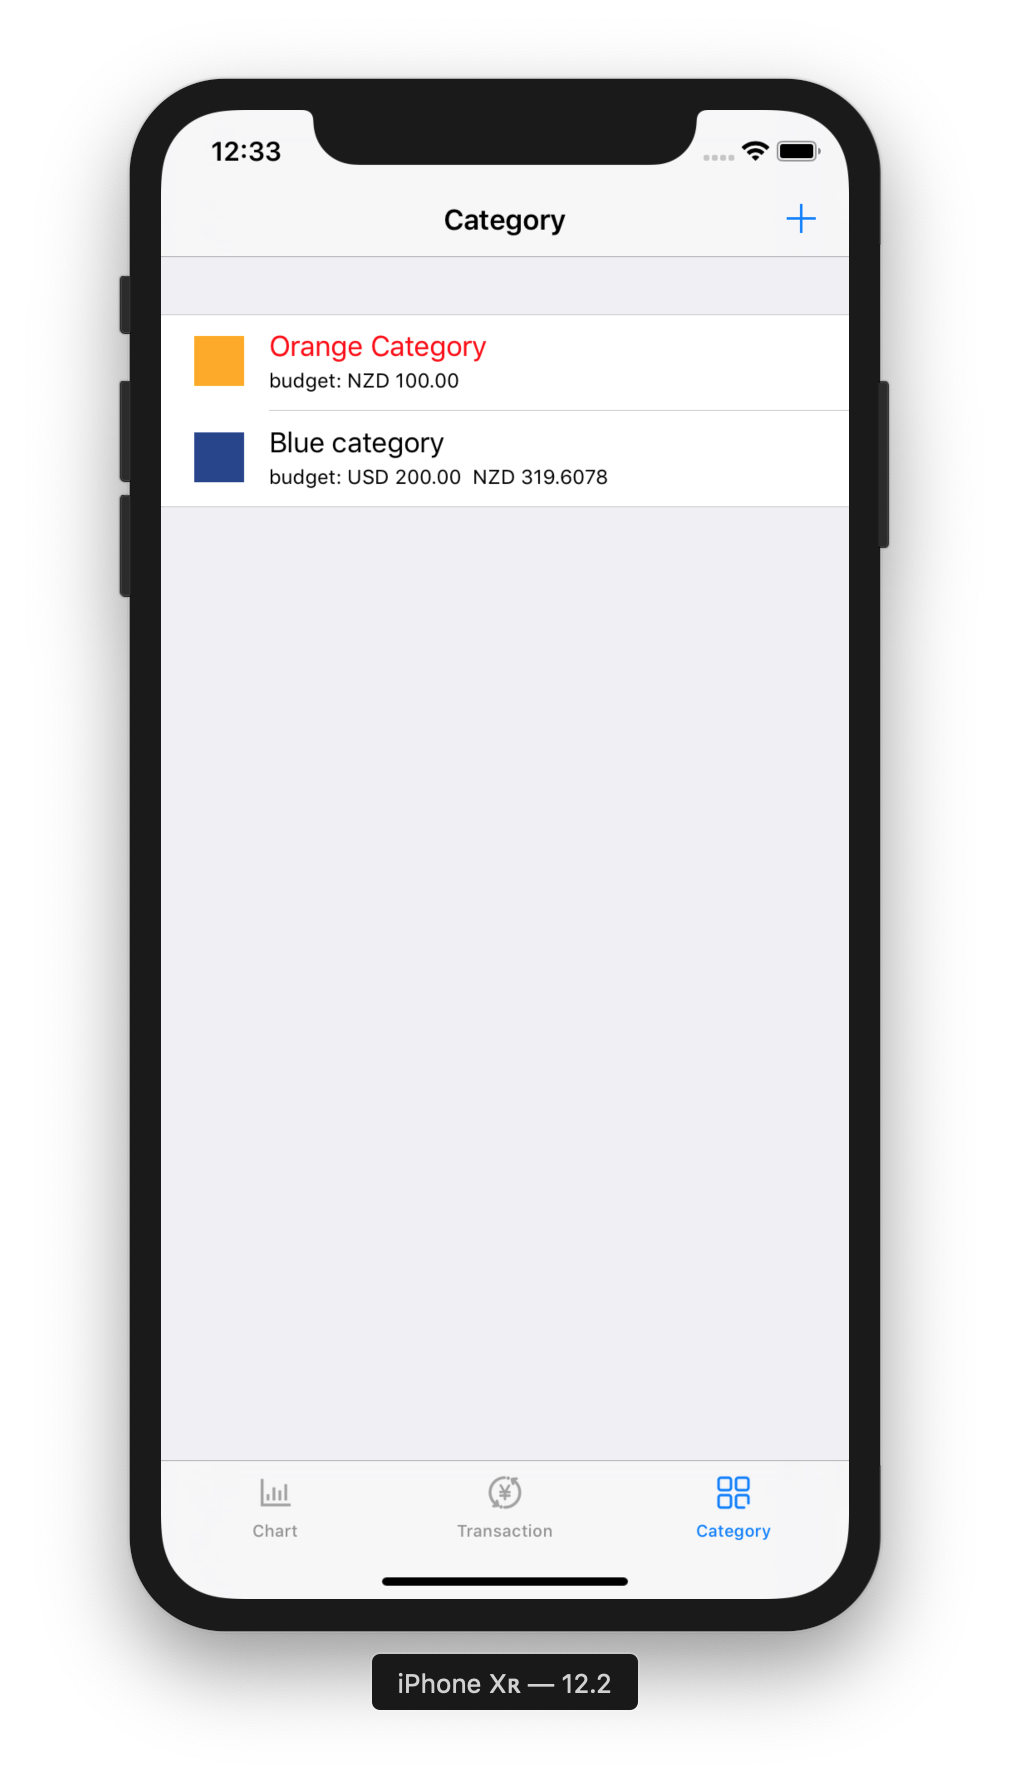 12:33
Category
Orange Category
budget: NZD 100.00
Blue category
budget: USD 200.00  NZD 319.6078
Chart
Transaction
Category
iPhone Xʀ — 12.2